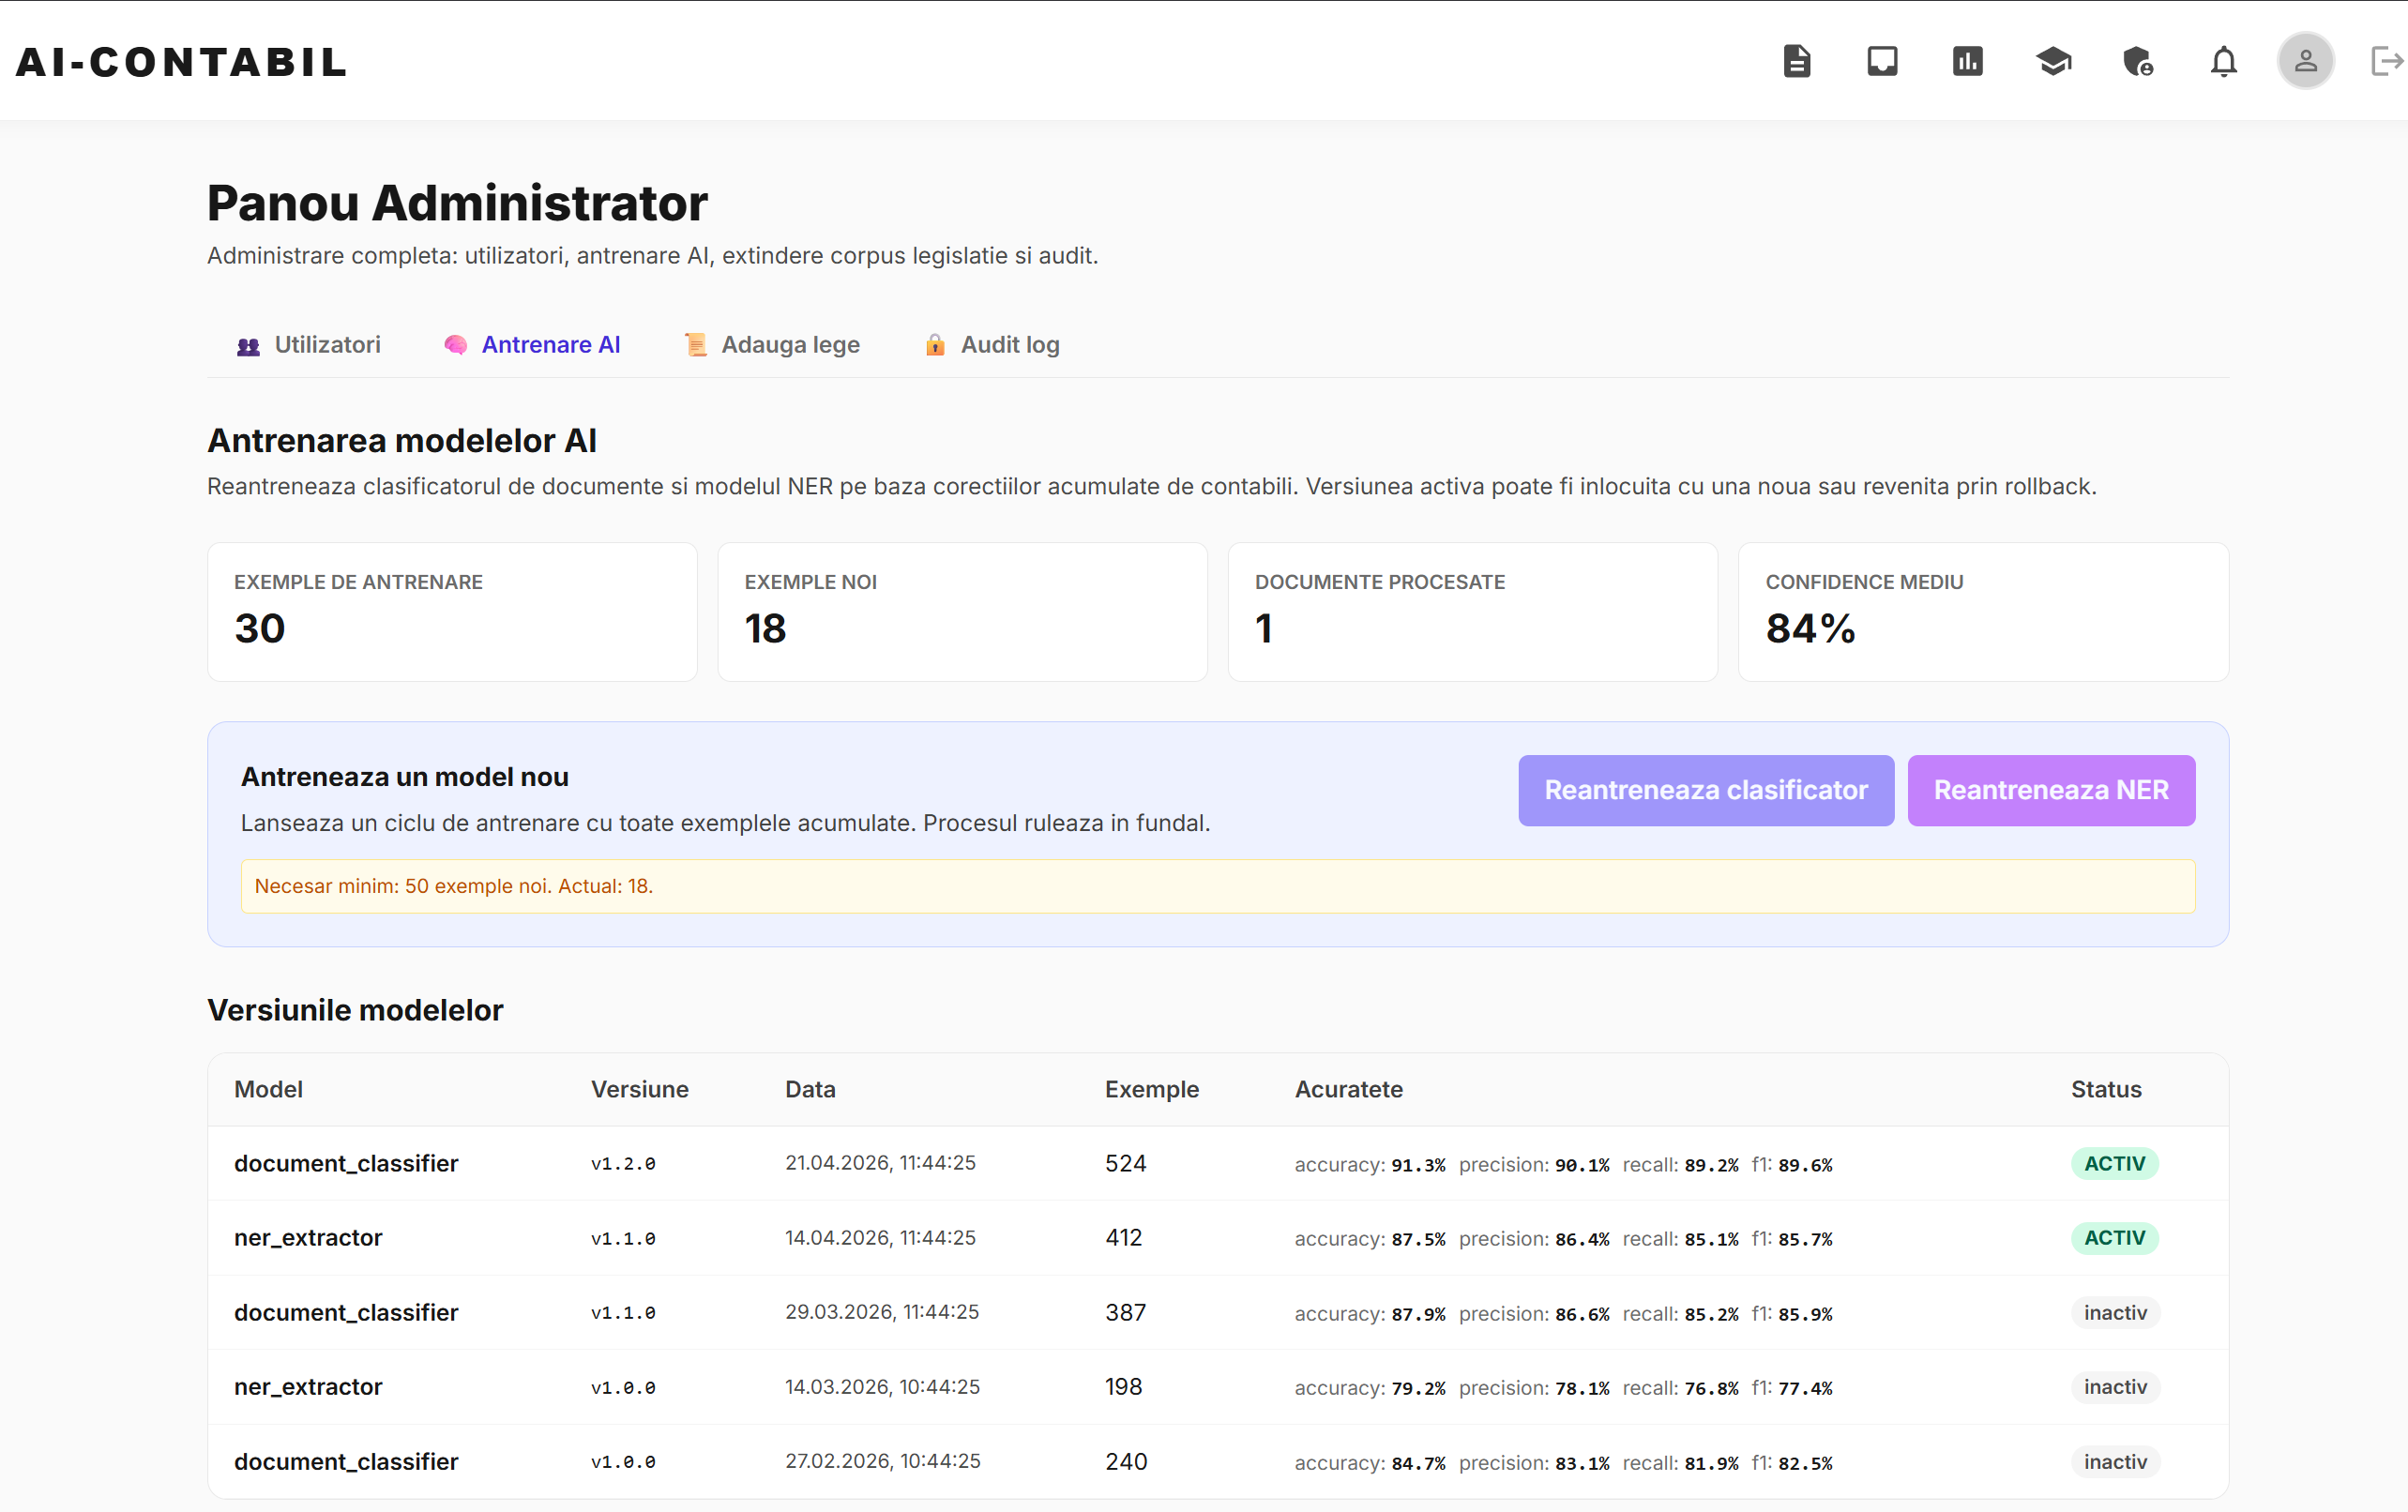 AI-CONTABIL
Panou Administrator
Administrare completa: utilizatori, antrenare AI, extindere corpus legislatie si audit.
Utilizatori Antrenare AI Adauga lege Audit log
Antrenarea modelelor AI
Reantreneaza clasificatorul de documente si modelul NER pe baza corectiilor acumulate de contabili. Versiunea activa poate fi inlocuita cu una noua sau revenita prin rollback.
EXEMPLE DE ANTRENARE
30
EXEMPLE NOI
18
DOCUMENTE PROCESATE
1
CONFIDENCE MEDIU
84%
Antreneaza un model nou
Lanseaza un ciclu de antrenare cu toate exemplele acumulate. Procesul ruleaza in fundal.
Reantreneaza clasificator
Reantreneaza NER
Necesar minim: 50 exemple noi. Actual: 18.
Versiunile modelelor
Model Versiune Data Exemple Acuratete Status
document_classifier v1.2.0 21.04.2026, 11:44:25 524 accuracy: 91.3% precision: 90.1% recall: 89.2% f1: 89.6% ACTIV
ner_extractor v1.1.0 14.04.2026, 11:44:25 412 accuracy: 87.5% precision: 86.4% recall: 85.1% f1: 85.7% ACTIV
document_classifier v1.1.0 29.03.2026, 11:44:25 387 accuracy: 87.9% precision: 86.6% recall: 85.2% f1: 85.9% inactiv
ner_extractor v1.0.0 14.03.2026, 10:44:25 198 accuracy: 79.2% precision: 78.1% recall: 76.8% f1: 77.4% inactiv
document_classifier v1.0.0 27.02.2026, 10:44:25 240 accuracy: 84.7% precision: 83.1% recall: 81.9% f1: 82.5% inactiv